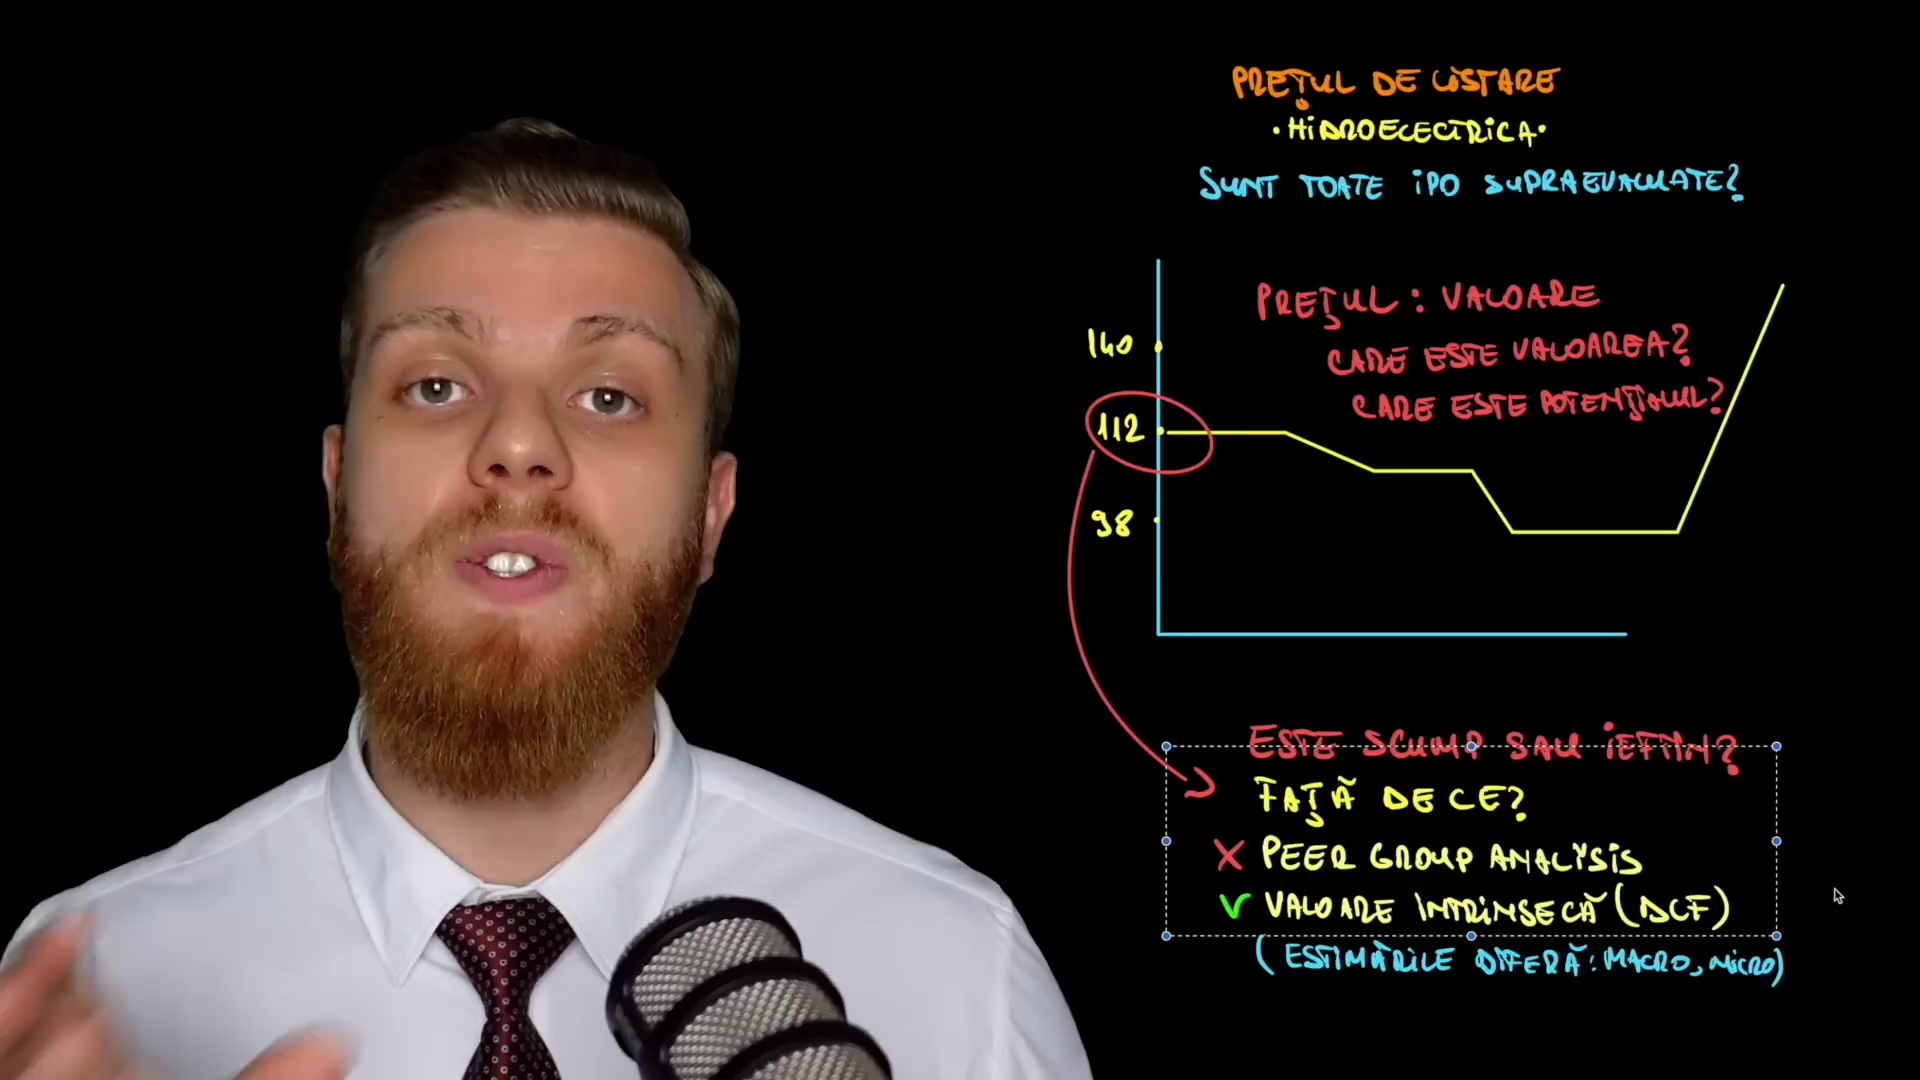 PREȚUL DE LISTARE
• HIDROELECTRICA •
SUNT TOATE IPO SUPRAEVALUATE?
PREȚUL : VALOARE
CARE ESTE VALOAREA?
CARE ESTE POTENȚIALUL?
140
112
98
ESTE SCUMP SAU IEFTIN?
FAȚĂ DE CE?
X PEER GROUP ANALYSIS
V VALOARE INTRINSECĂ (DCF)
(ESTIMĂRILE DIFERĂ: MACRO, MICRO)